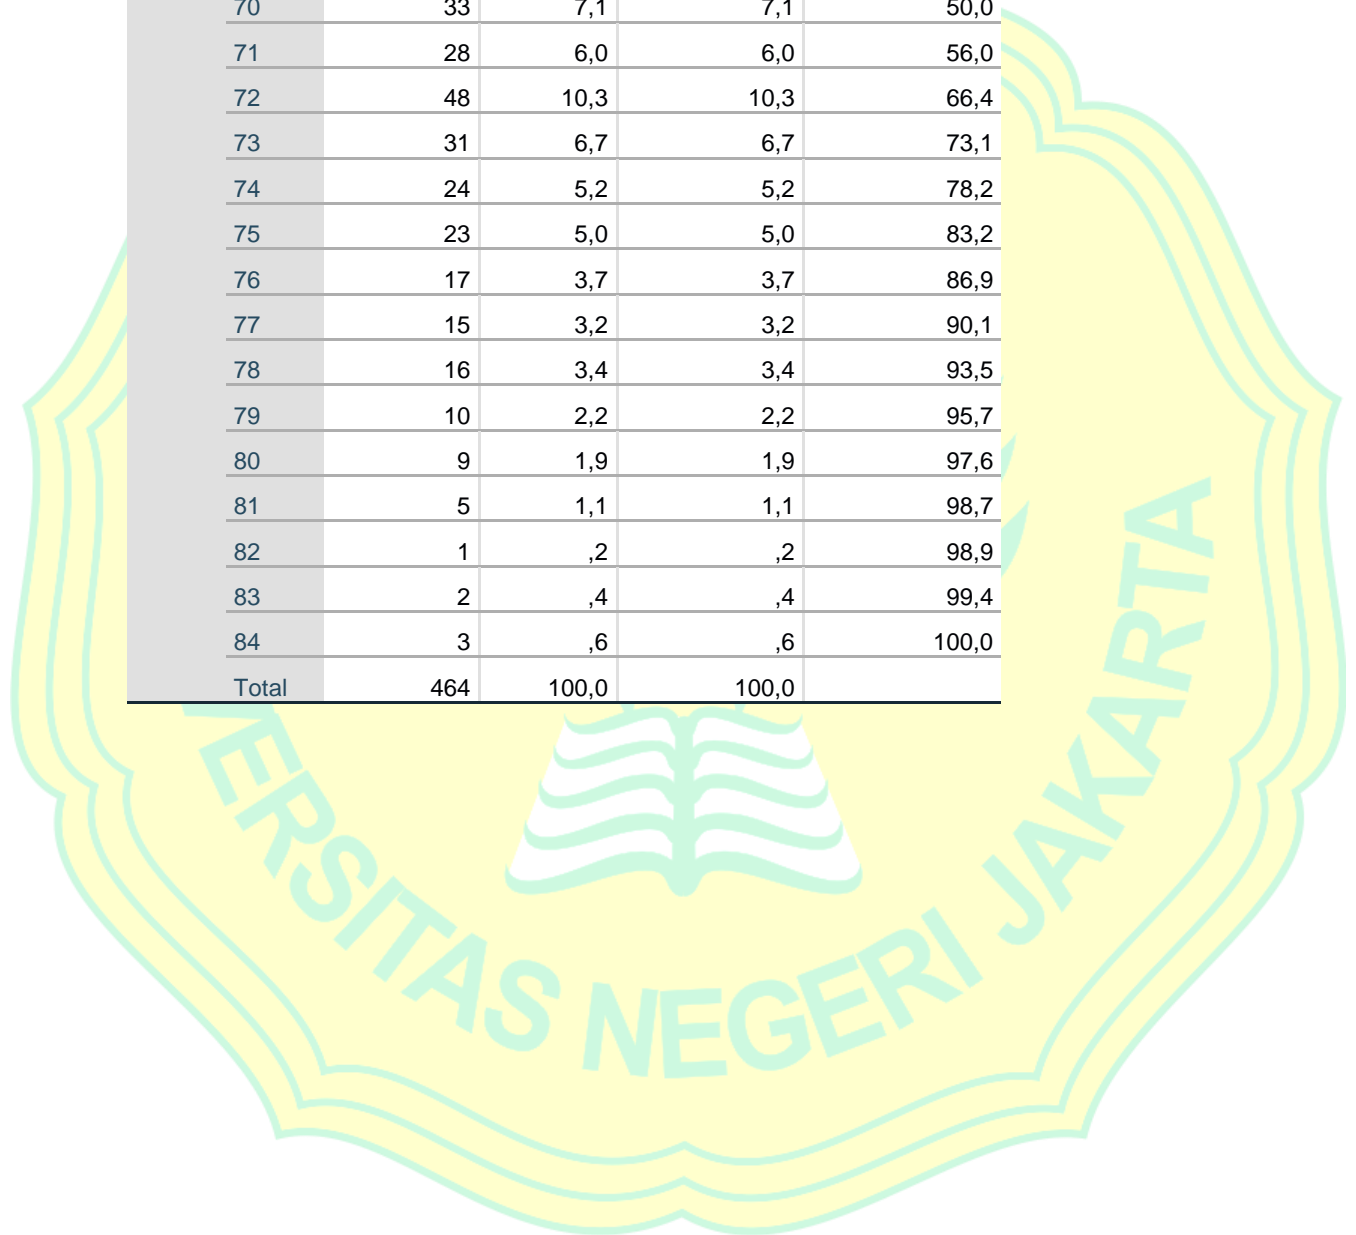 70 33 7,1 7,1 50,0
71 28 6,0 6,0 56,0
72 48 10,3 10,3 66,4
73 31 6,7 6,7 73,1
74 24 5,2 5,2 78,2
75 23 5,0 5,0 83,2
76 17 3,7 3,7 86,9
77 15 3,2 3,2 90,1
78 16 3,4 3,4 93,5
79 10 2,2 2,2 95,7
80 9 1,9 1,9 97,6
81 5 1,1 1,1 98,7
82 1 ,2 ,2 98,9
83 2 ,4 ,4 99,4
84 3 ,6 ,6 100,0
Total 464 100,0 100,0
VERSITAS NEGERI JAKARTA